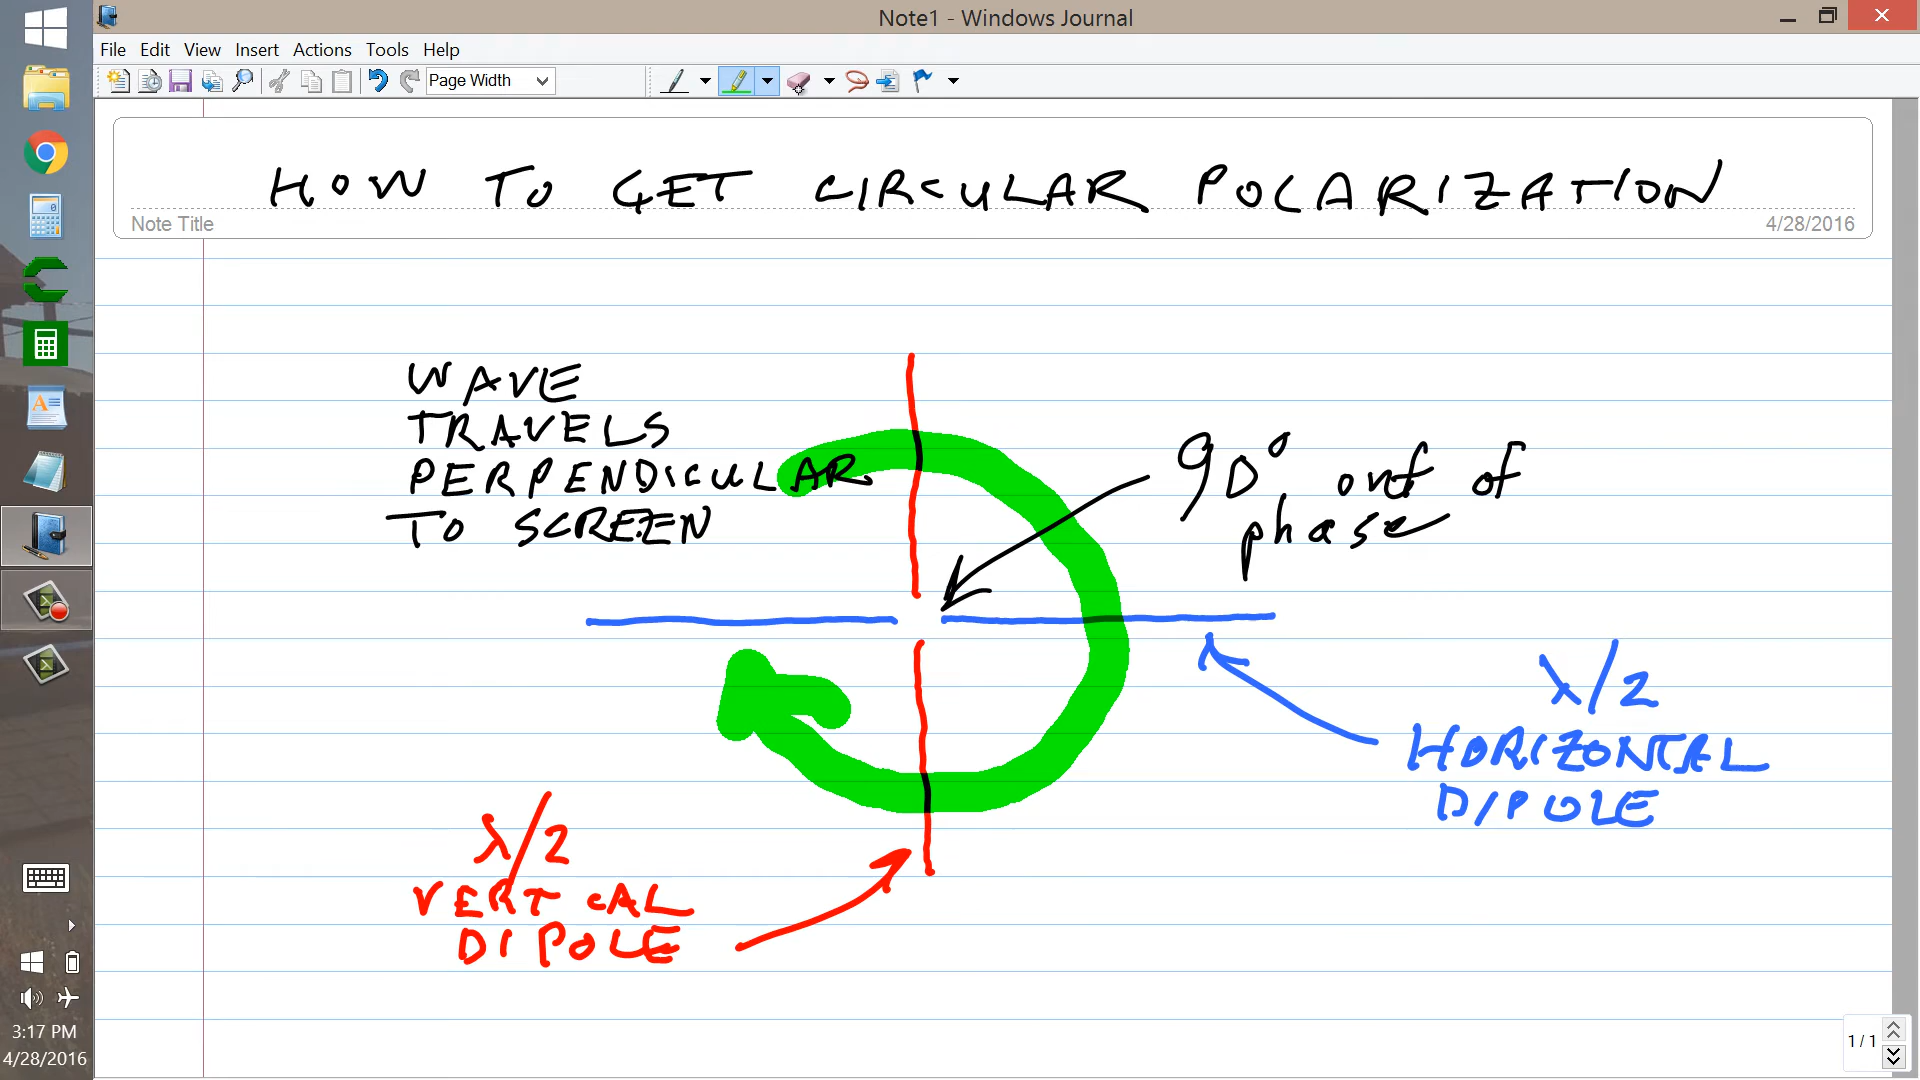 Note1 - Windows Journal
File Edit View Insert Actions Tools Help
Page Width
HOW TO GET CIRCULAR POLARIZATION
Note Title
4/28/2016
WAVE
TRAVELS
PERPENDICULAR
TO SCREEN
90° out of
phase
λ/2
HORIZONTAL
DIPOLE
λ/2
VERTICAL
DIPOLE
3:17 PM
4/28/2016
1 / 1